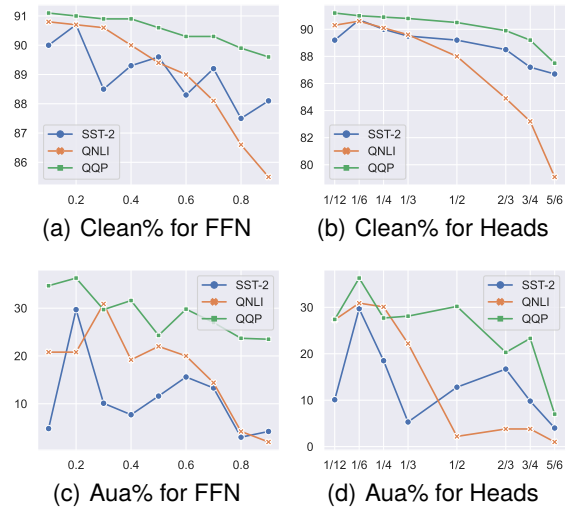 91
90
89
88
87
86
SST-2
QNLI
QQP
0.2 0.4 0.6 0.8
(a) Clean% for FFN
90
88
86
84
82
80
SST-2
QNLI
QQP
1/12 1/6 1/4 1/3 1/2 2/3 3/4 5/6
(b) Clean% for Heads
30
20
10
SST-2
QNLI
QQP
0.2 0.4 0.6 0.8
(c) Aua% for FFN
30
20
10
0
SST-2
QNLI
QQP
1/12 1/6 1/4 1/3 1/2 2/3 3/4 5/6
(d) Aua% for Heads